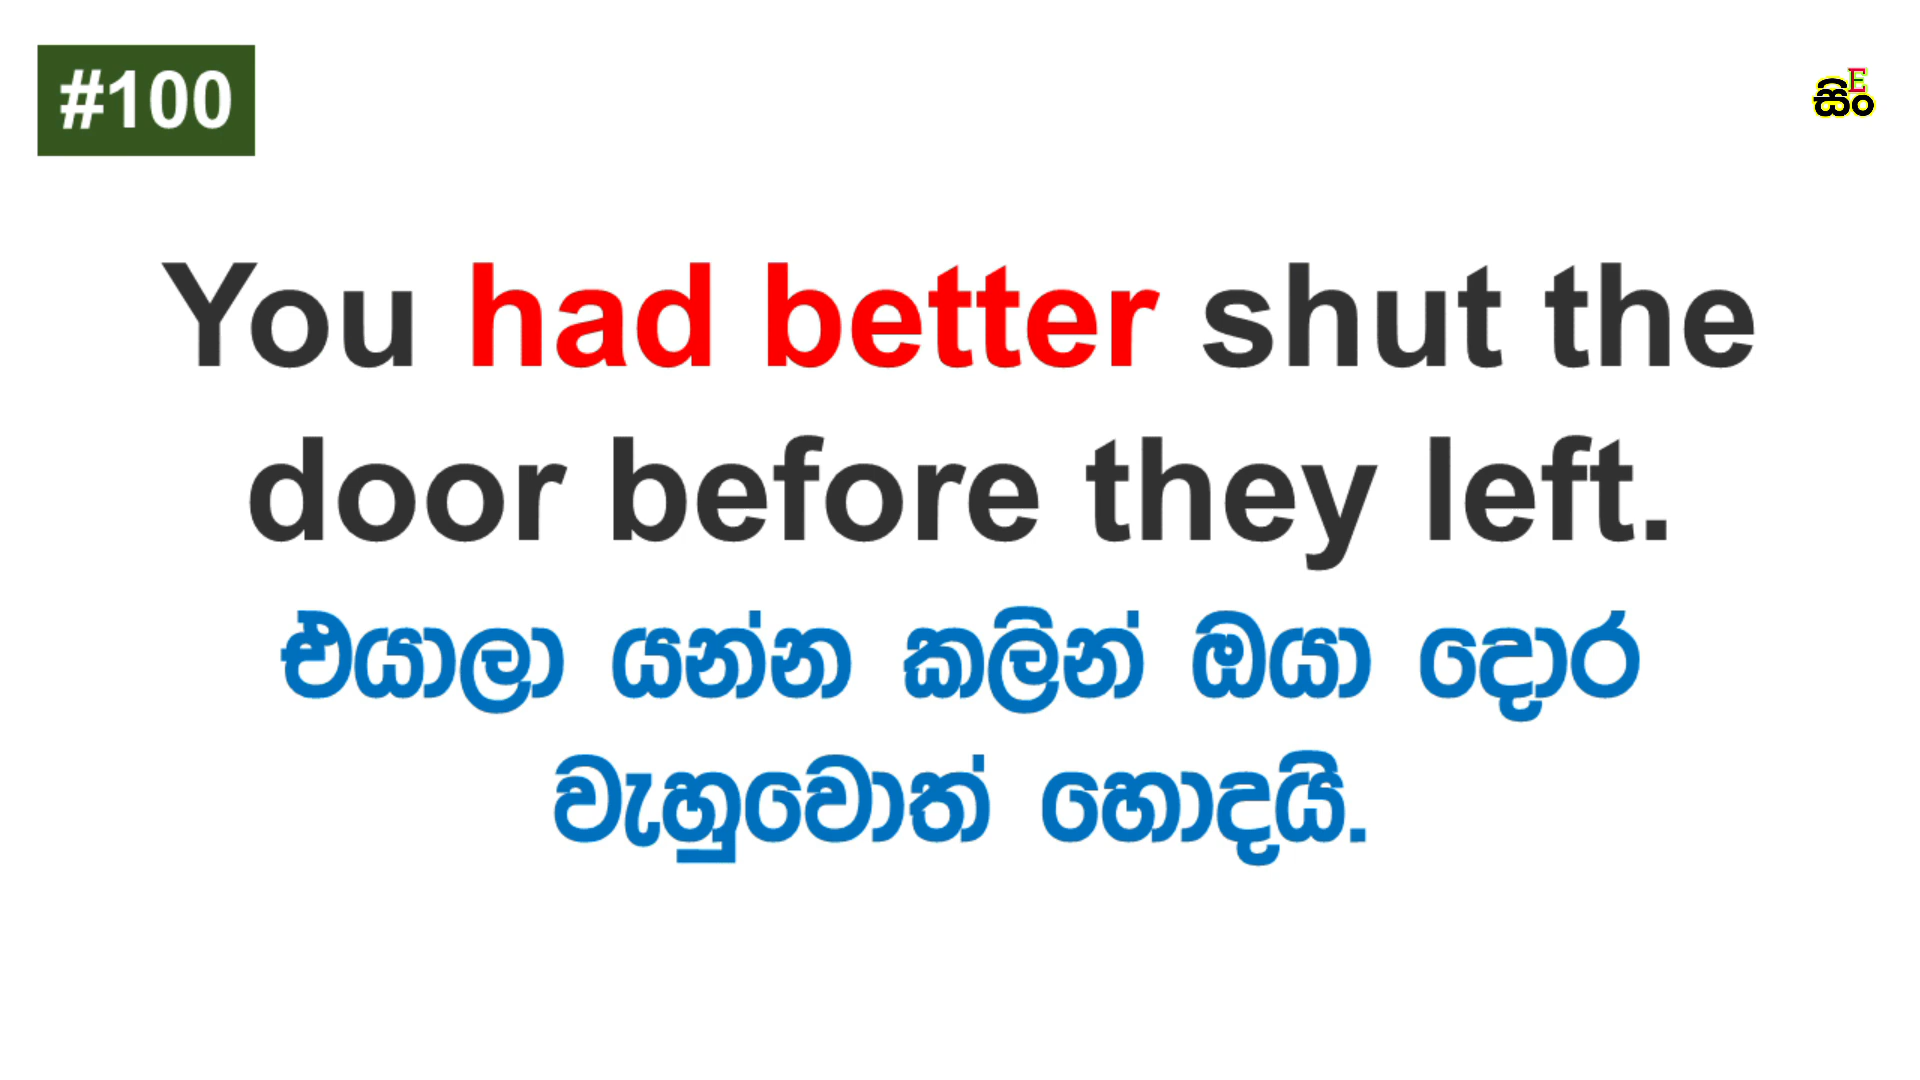 #100
E
සිං
You had better shut the
door before they left.
එයාලා යන්න කලින් ඔයා දොර
වැහුවොත් හොදයි.